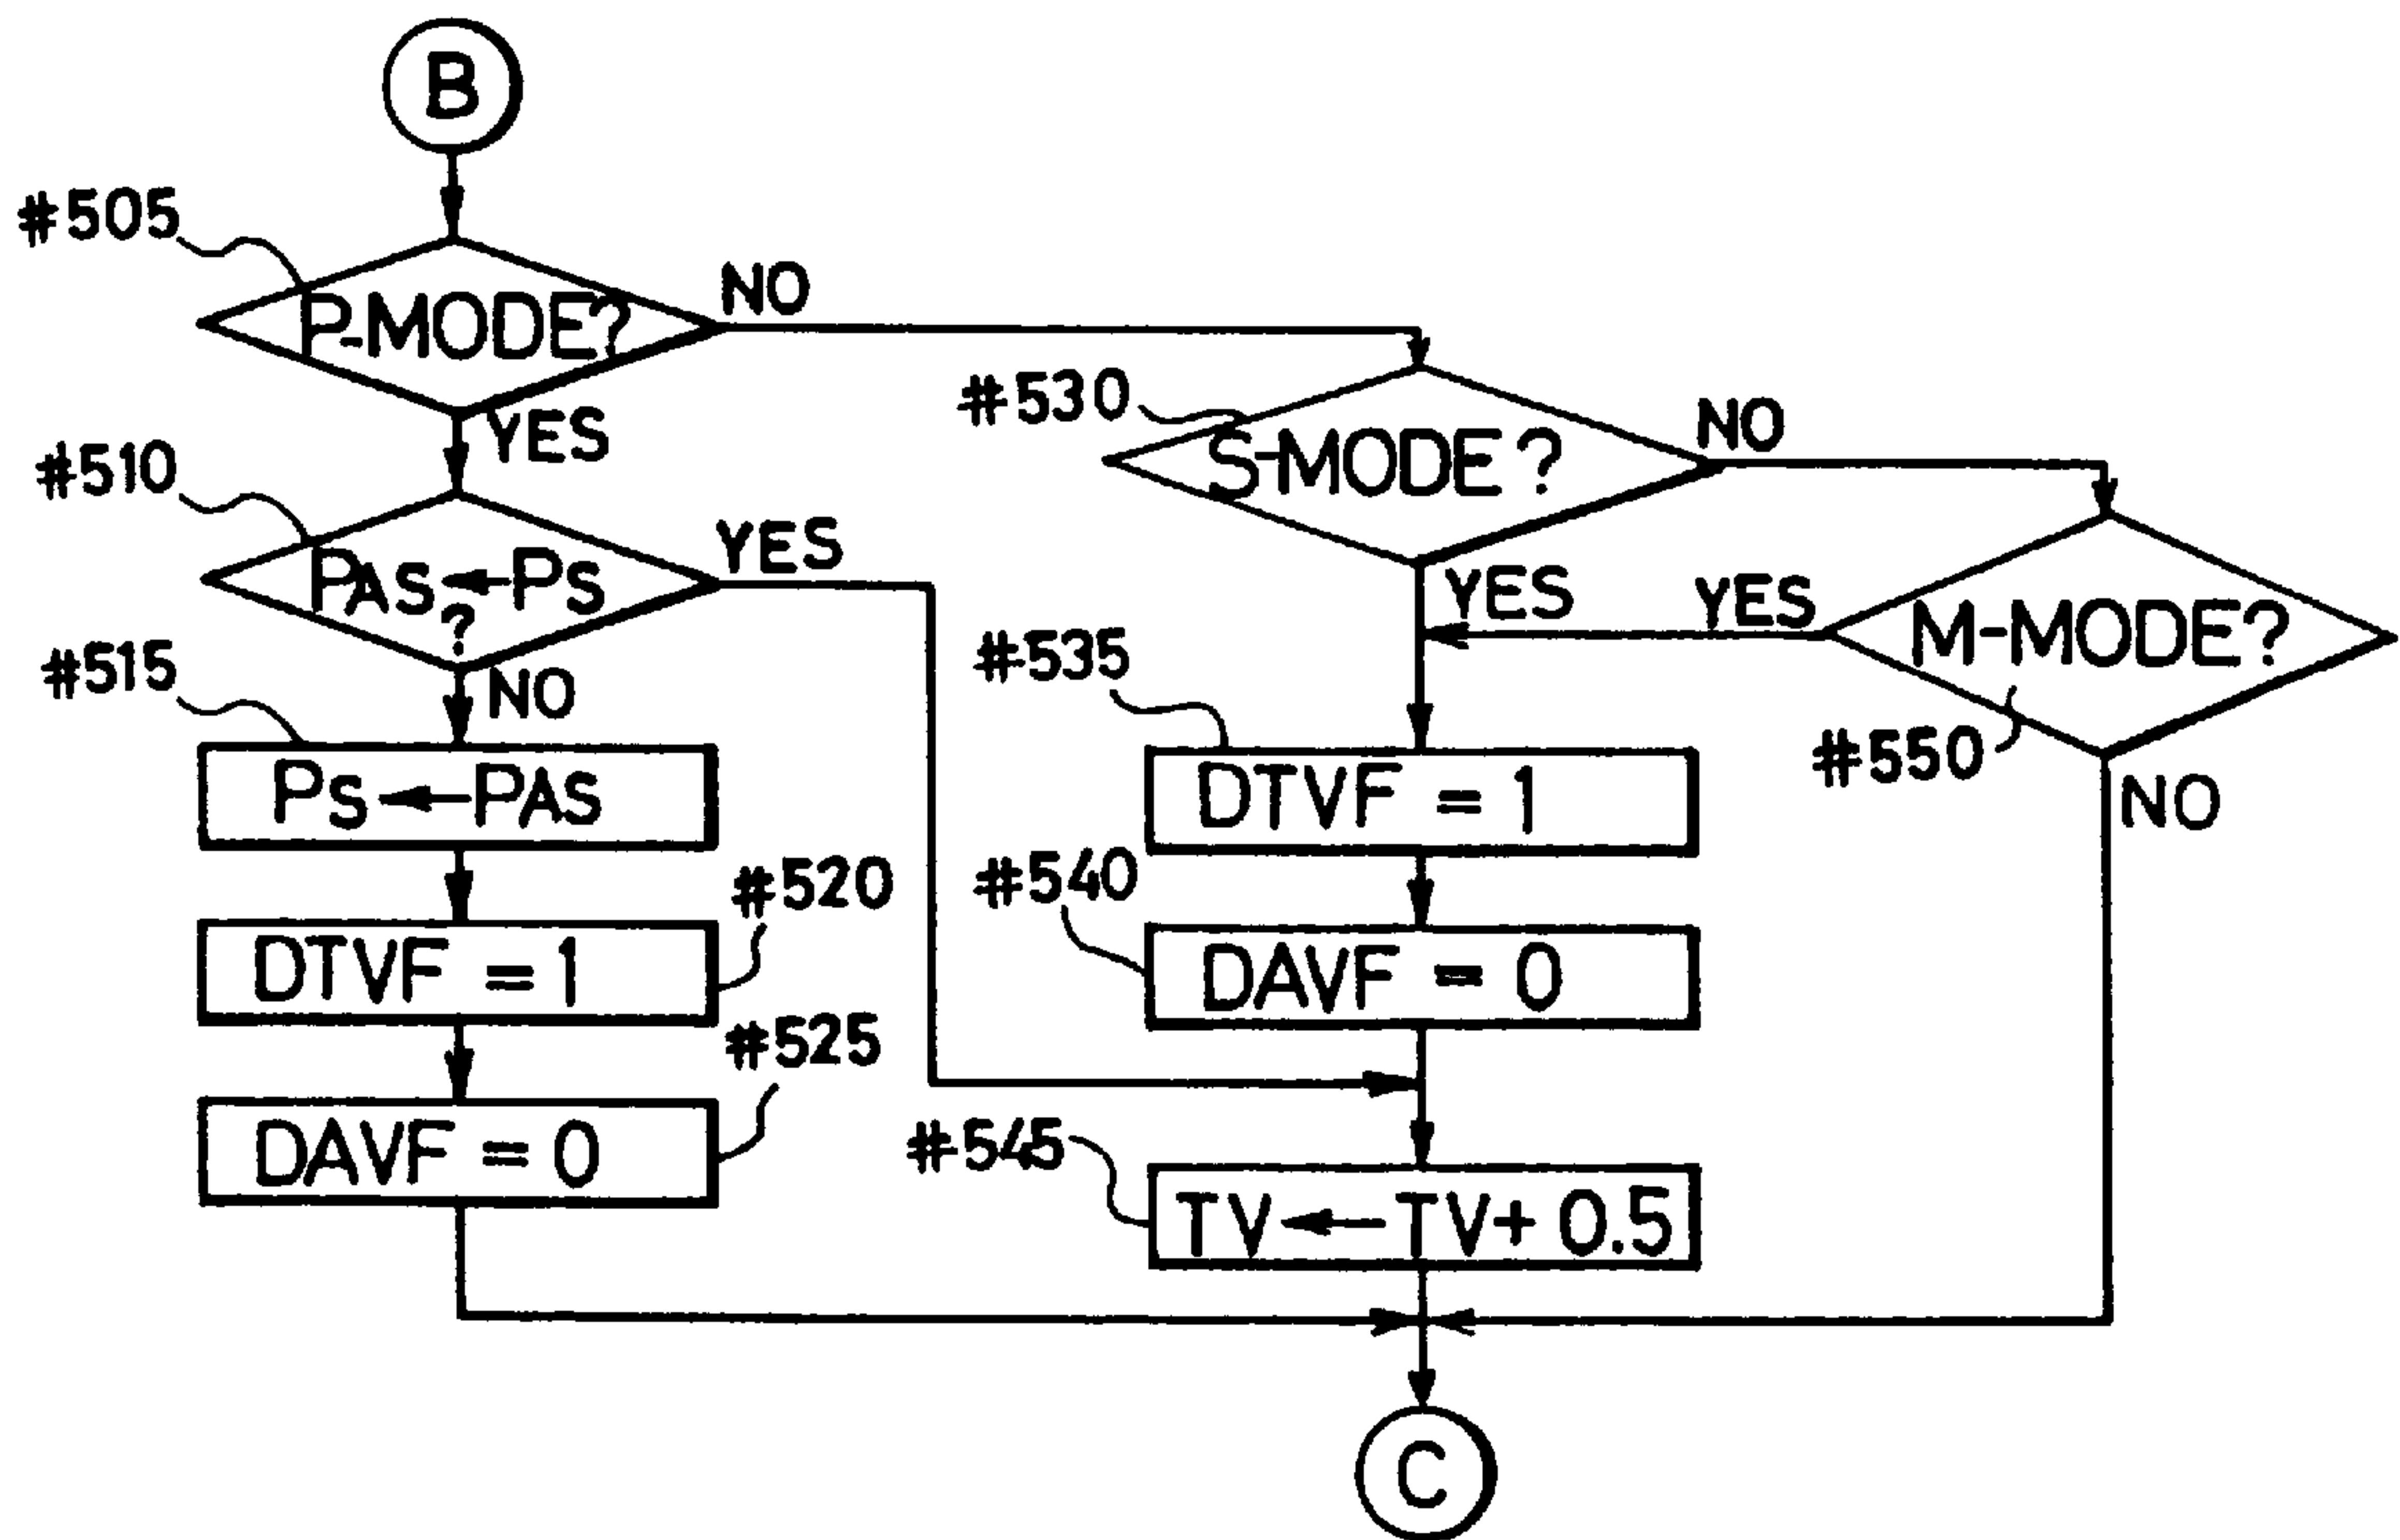 B
#505
P-MODE?
NO
YES
#510
PAS←PS
?
YES
NO
#515
PS←PAS
#520
DTVF = 1
#525
DAVF = 0
#530
S-MODE?
NO
YES
M-MODE?
YES
#550
NO
#535
DTVF = 1
#540
DAVF = 0
#545
TV←TV+ 0.5
C